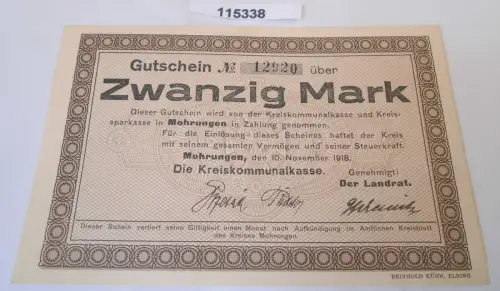 115338
Gutschein № 12920 über
Zwanzig Mark
Dieser Gutschein wird von der Kreiskommunalkasse und Kreis-
sparkasse in Mohrungen in Zahlung genommen.
Für die Einlösung dieses Scheines haftet der Kreis
mit seinem gesamten Vermögen und seiner Steuerkraft.
Mohrungen, den 10. November 1918.
Die Kreiskommunalkasse.
Genehmigt!
Der Landrat.
Dieser Schein verliert seine Gültigkeit innen Monat nach Aufkündigung im Amtlichen Kreisblatt
des Kreises Mohrungen.
REINHOLD KÜHN, ELBING